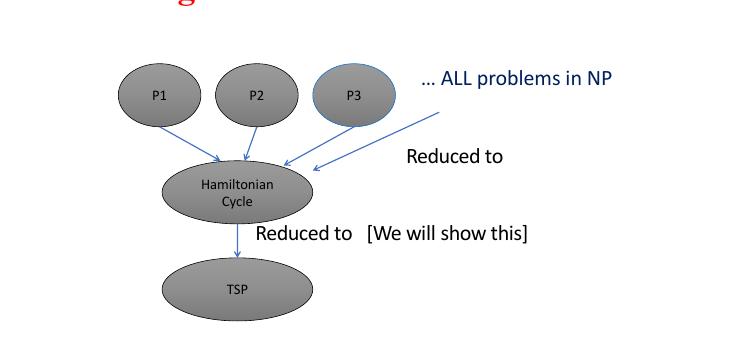 P1
P2
P3
... ALL problems in NP
Reduced to
Hamiltonian
Cycle
Reduced to [We will show this]
TSP